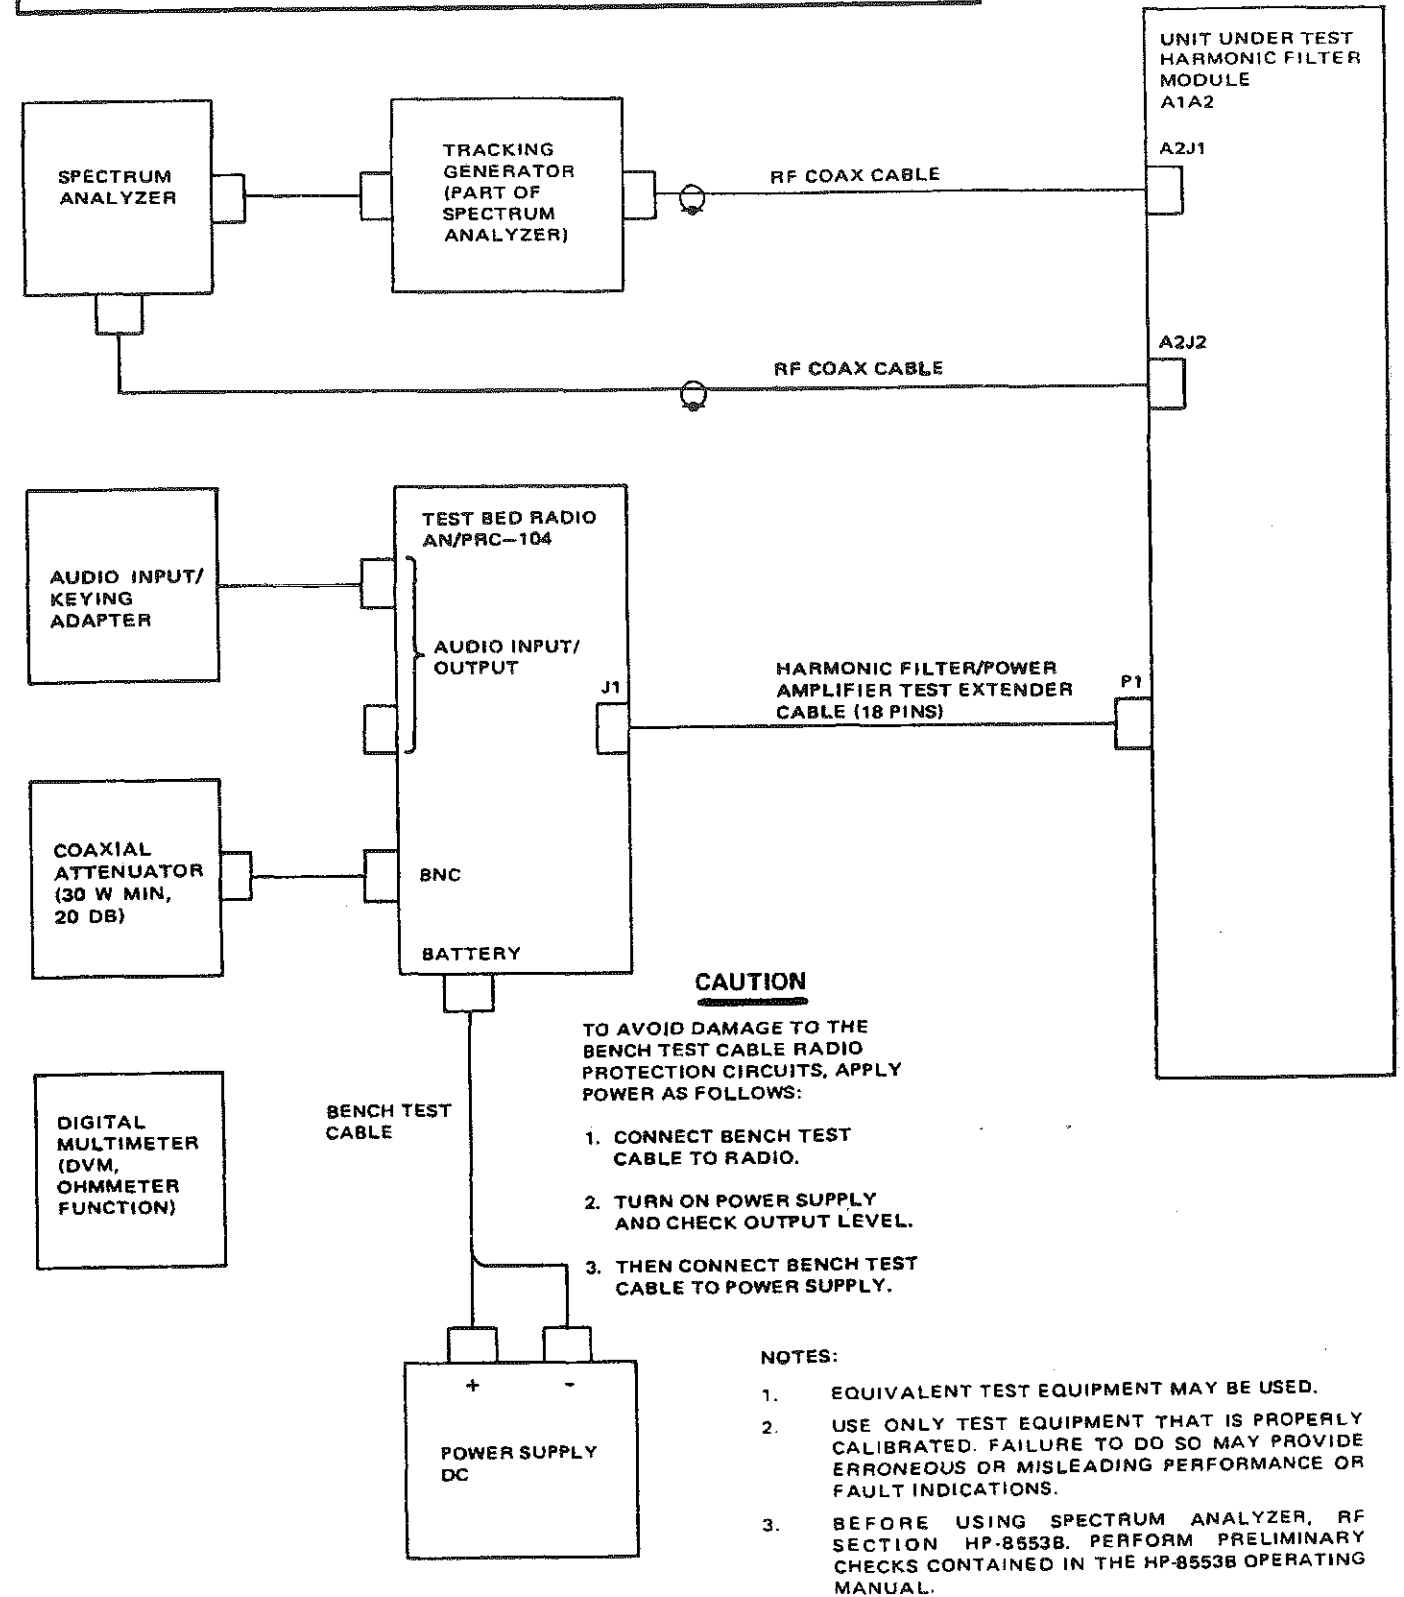 UNIT UNDER TEST
HARMONIC FILTER
MODULE
A1A2
A2J1
SPECTRUM
ANALYZER
TRACKING
GENERATOR
(PART OF
SPECTRUM
ANALYZER)
RF COAX CABLE
A2J2
RF COAX CABLE
TEST BED RADIO
AN/PRC-104
AUDIO INPUT/
KEYING
ADAPTER
AUDIO INPUT/
OUTPUT
J1
HARMONIC FILTER/POWER
AMPLIFIER TEST EXTENDER
CABLE (18 PINS)
P1
COAXIAL
ATTENUATOR
(30 W MIN,
20 DB)
BNC
BATTERY
CAUTION
TO AVOID DAMAGE TO THE
BENCH TEST CABLE RADIO
PROTECTION CIRCUITS, APPLY
POWER AS FOLLOWS:
1. CONNECT BENCH TEST
CABLE TO RADIO.
2. TURN ON POWER SUPPLY
AND CHECK OUTPUT LEVEL.
3. THEN CONNECT BENCH TEST
CABLE TO POWER SUPPLY.
BENCH TEST
CABLE
DIGITAL
MULTIMETER
(DVM,
OHMMETER
FUNCTION)
+ -
POWER SUPPLY
DC
NOTES:
1. EQUIVALENT TEST EQUIPMENT MAY BE USED.
2. USE ONLY TEST EQUIPMENT THAT IS PROPERLY
CALIBRATED. FAILURE TO DO SO MAY PROVIDE
ERRONEOUS OR MISLEADING PERFORMANCE OR
FAULT INDICATIONS.
3. BEFORE USING SPECTRUM ANALYZER, RF
SECTION HP-8553B, PERFORM PRELIMINARY
CHECKS CONTAINED IN THE HP-8553B OPERATING
MANUAL.